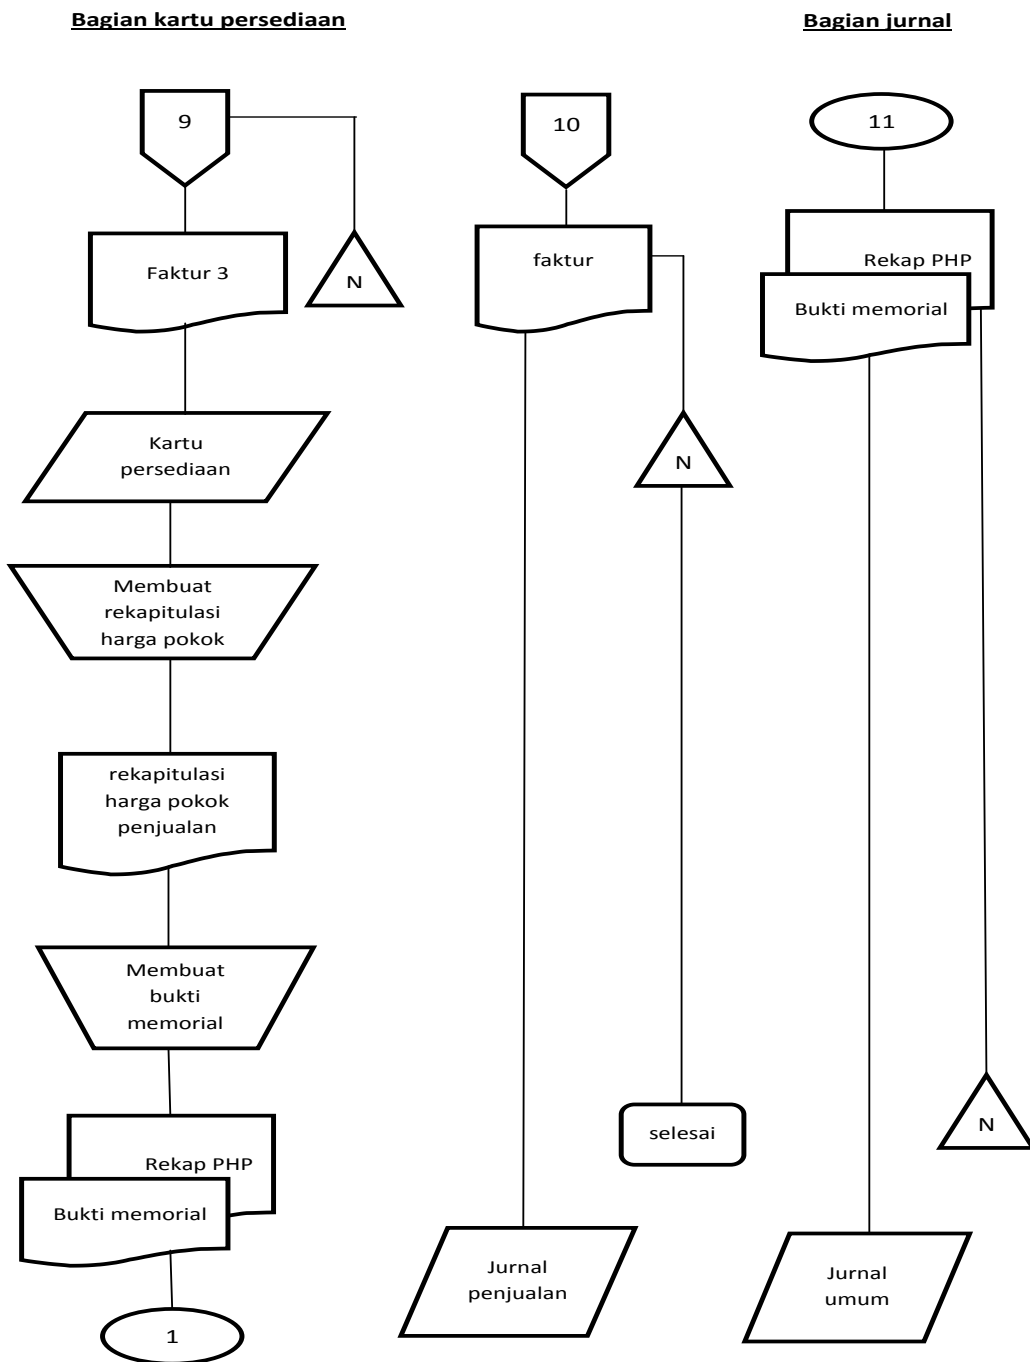 Bagian kartu persediaan
Bagian jurnal
9
N
Faktur 3
Kartu
persediaan
Membuat
rekapitulasi
harga pokok
rekapitulasi
harga pokok
penjualan
Membuat
bukti
memorial
Rekap PHP
Bukti memorial
1
10
faktur
N
selesai
Jurnal
penjualan
11
Rekap PHP
Bukti memorial
N
Jurnal
umum